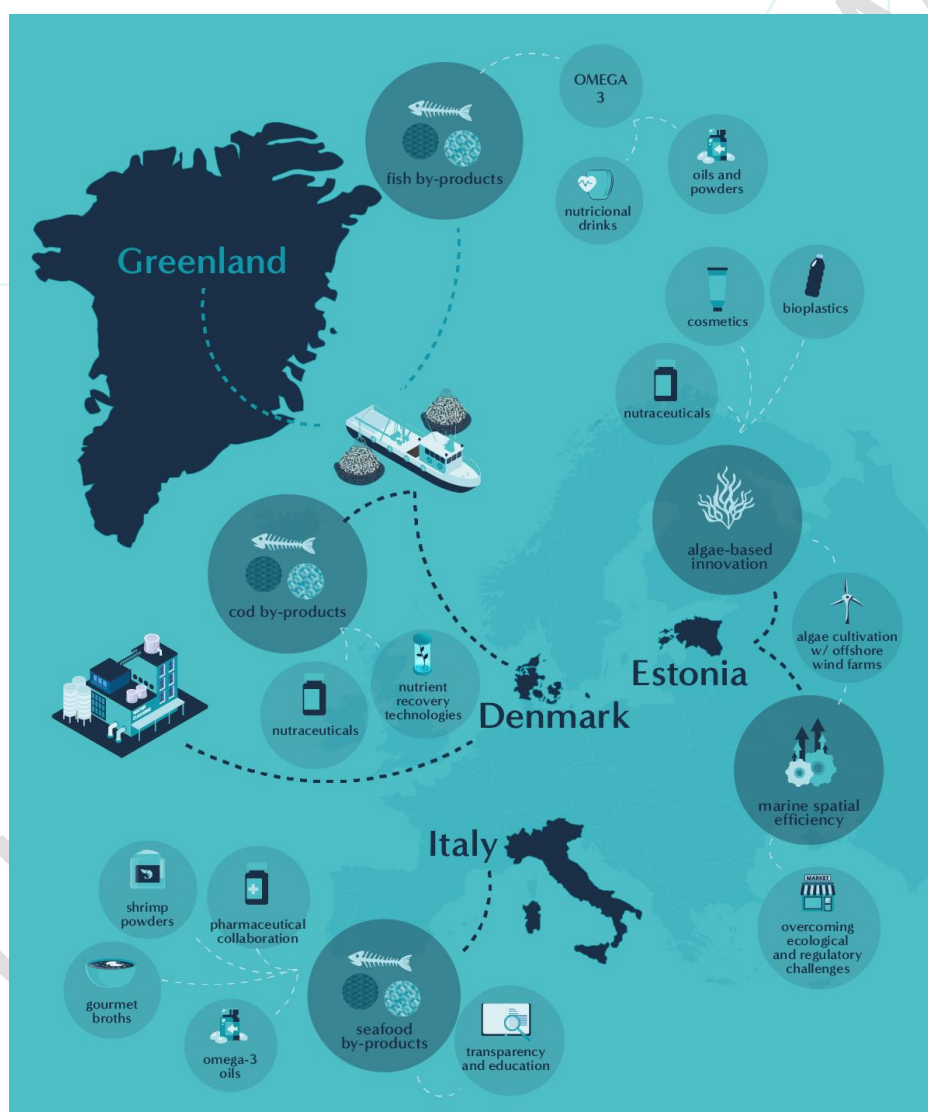 OMEGA
3
fish by-products
oils and
powders
nutricional
drinks
Greenland
cosmetics
bioplastics
nutraceuticals
algae-based
innovation
cod by-products
algae cultivation
w/ offshore
wind farms
Estonia
nutrient
recovery
technologies
nutraceuticals
Denmark
marine spatial
efficiency
Italy
MARKET
shrimp
powders
pharmaceutical
collaboration
overcoming
ecological
and regulatory
challenges
gourmet
broths
seafood
by-products
omega-3
oils
transparency
and education